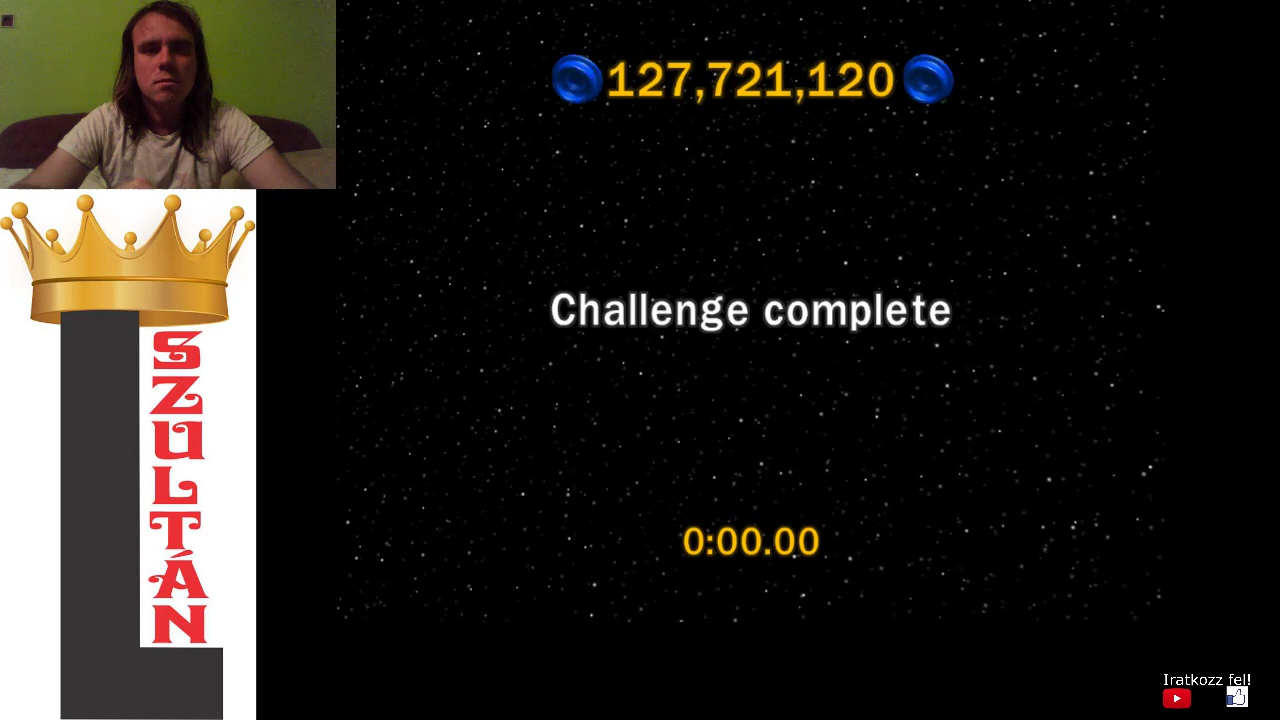 127,721,120
Challenge complete
0:00.00
L
SZULTÁN
Iratkozz fel!